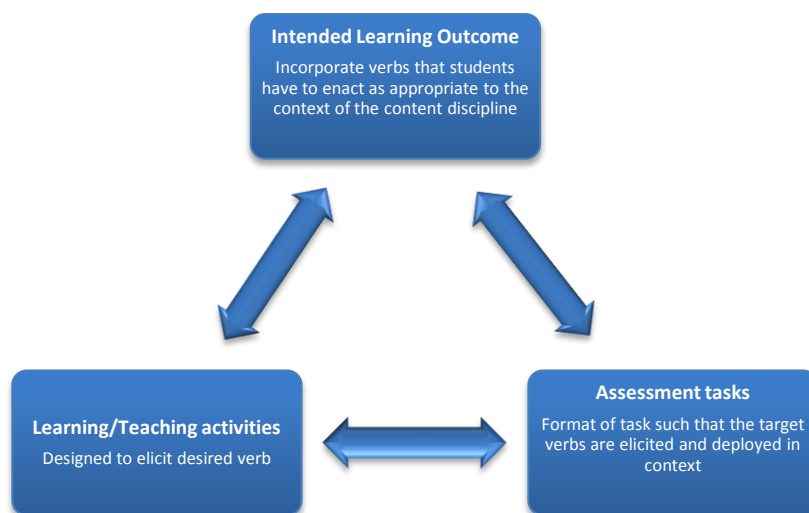 Intended Learning Outcome
Incorporate verbs that students
have to enact as appropriate to the
context of the content discipline
Learning/Teaching activities
Designed to elicit desired verb
Assessment tasks
Format of task such that the target
verbs are elicited and deployed in
context